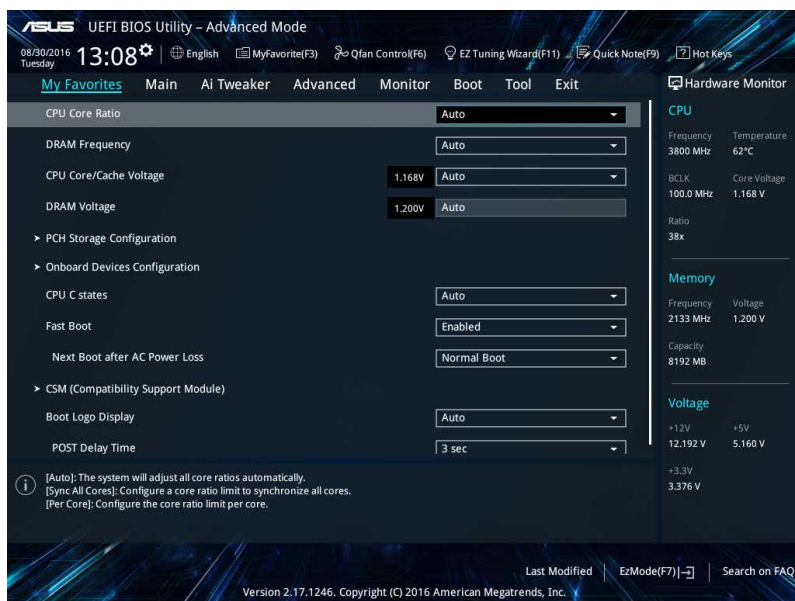 ASUS UEFI BIOS Utility – Advanced Mode
08/30/2016 Tuesday 13:08 English MyFavorite(F3) Qfan Control(F6) EZ Tuning Wizard(F11) Quick Note(F9) ? Hot Keys
My Favorites Main Ai Tweaker Advanced Monitor Boot Tool Exit
CPU Core Ratio Auto
DRAM Frequency Auto
CPU Core/Cache Voltage 1.168V Auto
DRAM Voltage 1.200V Auto
> PCH Storage Configuration
> Onboard Devices Configuration
CPU C states Auto
Fast Boot Enabled
Next Boot after AC Power Loss Normal Boot
> CSM (Compatibility Support Module)
Boot Logo Display Auto
POST Delay Time 3 sec
[Auto]: The system will adjust all core ratios automatically.
[Sync All Cores]: Configure a core ratio limit to synchronize all cores.
[Per Core]: Configure the core ratio limit per core.
Hardware Monitor
CPU
Frequency Temperature
3800 MHz 62°C
BCLK Core Voltage
100.0 MHz 1.168 V
Ratio
38x
Memory
Frequency Voltage
2133 MHz 1.200 V
Capacity
8192 MB
Voltage
+12V +5V
12.192 V 5.160 V
+3.3V
3.376 V
Last Modified EzMode(F7) Search on FAQ
Version 2.17.1246. Copyright (C) 2016 American Megatrends, Inc.